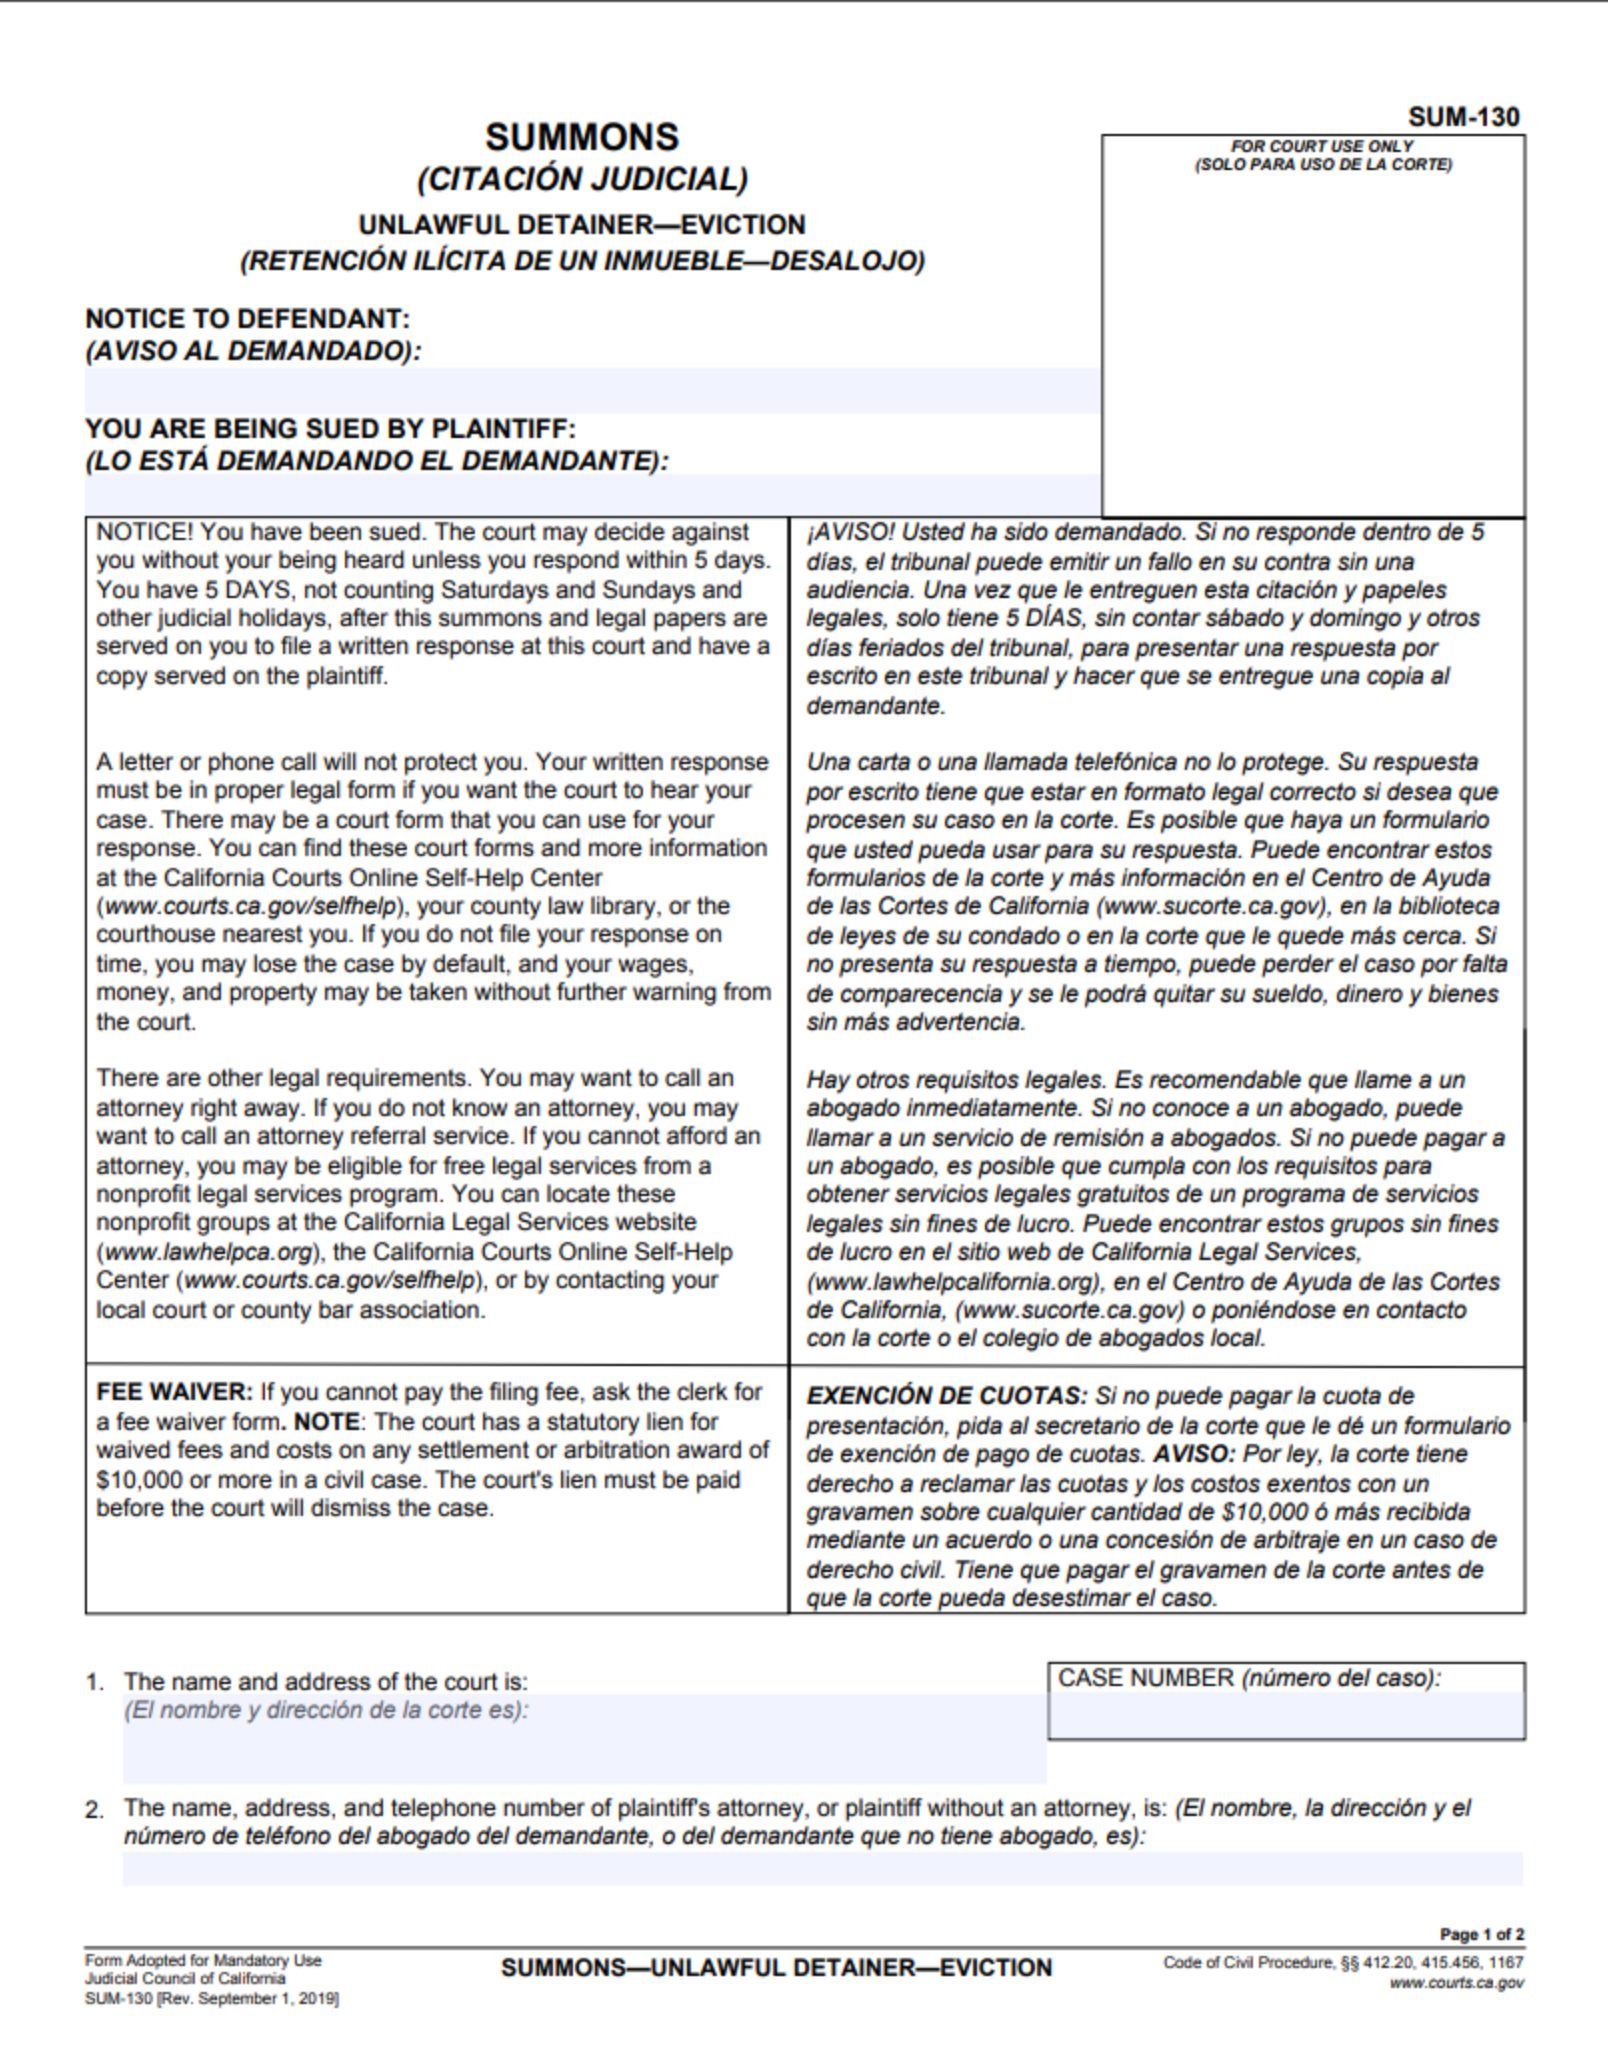 SUM-130
SUMMONS
(CITACIÓN JUDICIAL)
UNLAWFUL DETAINER—EVICTION
(RETENCIÓN ILÍCITA DE UN INMUEBLE—DESALOJO)
FOR COURT USE ONLY
(SOLO PARA USO DE LA CORTE)
NOTICE TO DEFENDANT:
(AVISO AL DEMANDADO):
YOU ARE BEING SUED BY PLAINTIFF:
(LO ESTÁ DEMANDANDO EL DEMANDANTE):
NOTICE! You have been sued. The court may decide against
you without your being heard unless you respond within 5 days.
You have 5 DAYS, not counting Saturdays and Sundays and
other judicial holidays, after this summons and legal papers are
served on you to file a written response at this court and have a
copy served on the plaintiff.
A letter or phone call will not protect you. Your written response
must be in proper legal form if you want the court to hear your
case. There may be a court form that you can use for your
response. You can find these court forms and more information
at the California Courts Online Self-Help Center
(www.courts.ca.gov/selfhelp), your county law library, or the
courthouse nearest you. If you do not file your response on
time, you may lose the case by default, and your wages,
money, and property may be taken without further warning from
the court.
There are other legal requirements. You may want to call an
attorney right away. If you do not know an attorney, you may
want to call an attorney referral service. If you cannot afford an
attorney, you may be eligible for free legal services from a
nonprofit legal services program. You can locate these
nonprofit groups at the California Legal Services website
(www.lawhelpca.org), the California Courts Online Self-Help
Center (www.courts.ca.gov/selfhelp), or by contacting your
local court or county bar association.
¡AVISO! Usted ha sido demandado. Si no responde dentro de 5
días, el tribunal puede emitir un fallo en su contra sin una
audiencia. Una vez que le entreguen esta citación y papeles
legales, solo tiene 5 DÍAS, sin contar sábado y domingo y otros
días feriados del tribunal, para presentar una respuesta por
escrito en este tribunal y hacer que se entregue una copia al
demandante.
Una carta o una llamada telefónica no lo protege. Su respuesta
por escrito tiene que estar en formato legal correcto si desea que
procesen su caso en la corte. Es posible que haya un formulario
que usted pueda usar para su respuesta. Puede encontrar estos
formularios de la corte y más información en el Centro de Ayuda
de las Cortes de California (www.sucorte.ca.gov), en la biblioteca
de leyes de su condado o en la corte que le quede más cerca. Si
no presenta su respuesta a tiempo, puede perder el caso por falta
de comparecencia y se le podrá quitar su sueldo, dinero y bienes
sin más advertencia.
Hay otros requisitos legales. Es recomendable que llame a un
abogado inmediatamente. Si no conoce a un abogado, puede
llamar a un servicio de remisión a abogados. Si no puede pagar a
un abogado, es posible que cumpla con los requisitos para
obtener servicios legales gratuitos de un programa de servicios
legales sin fines de lucro. Puede encontrar estos grupos sin fines
de lucro en el sitio web de California Legal Services,
(www.lawhelpcalifornia.org), en el Centro de Ayuda de las Cortes
de California, (www.sucorte.ca.gov) o poniéndose en contacto
con la corte o el colegio de abogados local.
FEE WAIVER: If you cannot pay the filing fee, ask the clerk for
a fee waiver form. NOTE: The court has a statutory lien for
waived fees and costs on any settlement or arbitration award of
$10,000 or more in a civil case. The court's lien must be paid
before the court will dismiss the case.
EXENCIÓN DE CUOTAS: Si no puede pagar la cuota de
presentación, pida al secretario de la corte que le dé un formulario
de exención de pago de cuotas. AVISO: Por ley, la corte tiene
derecho a reclamar las cuotas y los costos exentos con un
gravamen sobre cualquier cantidad de $10,000 ó más recibida
mediante un acuerdo o una concesión de arbitraje en un caso de
derecho civil. Tiene que pagar el gravamen de la corte antes de
que la corte pueda desestimar el caso.
1. The name and address of the court is:
(El nombre y dirección de la corte es):
CASE NUMBER (número del caso):
2. The name, address, and telephone number of plaintiff's attorney, or plaintiff without an attorney, is: (El nombre, la dirección y el
número de teléfono del abogado del demandante, o del demandante que no tiene abogado, es):
Page 1 of 2
Form Adopted for Mandatory Use
Judicial Council of California
SUM-130 [Rev. September 1, 2019]
SUMMONS—UNLAWFUL DETAINER—EVICTION
Code of Civil Procedure, §§ 412.20, 415.456, 1167
www.courts.ca.gov